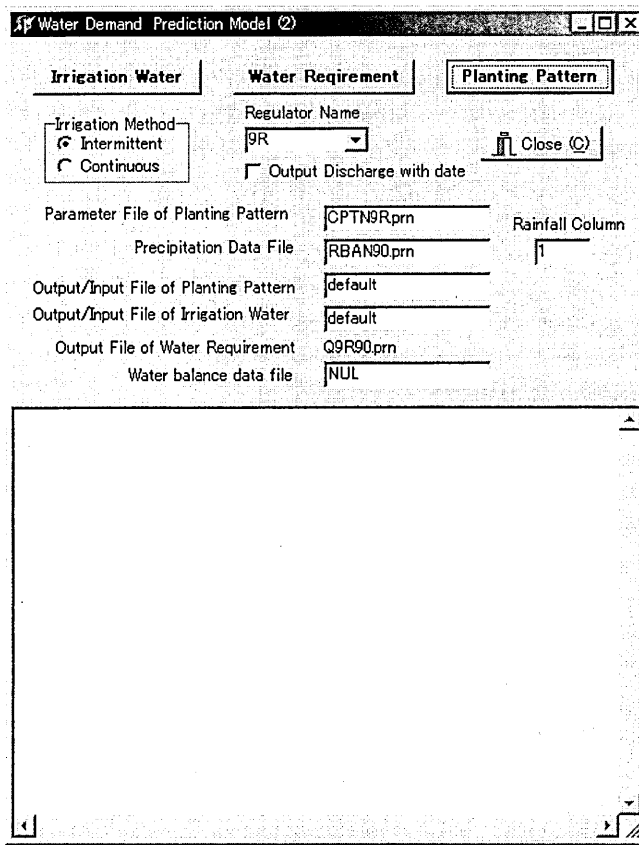 Water Demand Prediction Model (2)
Irrigation Water
Water Reqirement
Planting Pattern
Irrigation Method
Intermittent
Continuous
Regulator Name
9R
Output Discharge with date
Close (C)
Parameter File of Planting Pattern CPTN9R.prn
Rainfall Column
Precipitation Data File RBAN90.prn 1
Output/Input File of Planting Pattern default
Output/Input File of Irrigation Water default
Output File of Water Requirement Q9R90.prn
Water balance data file NUL